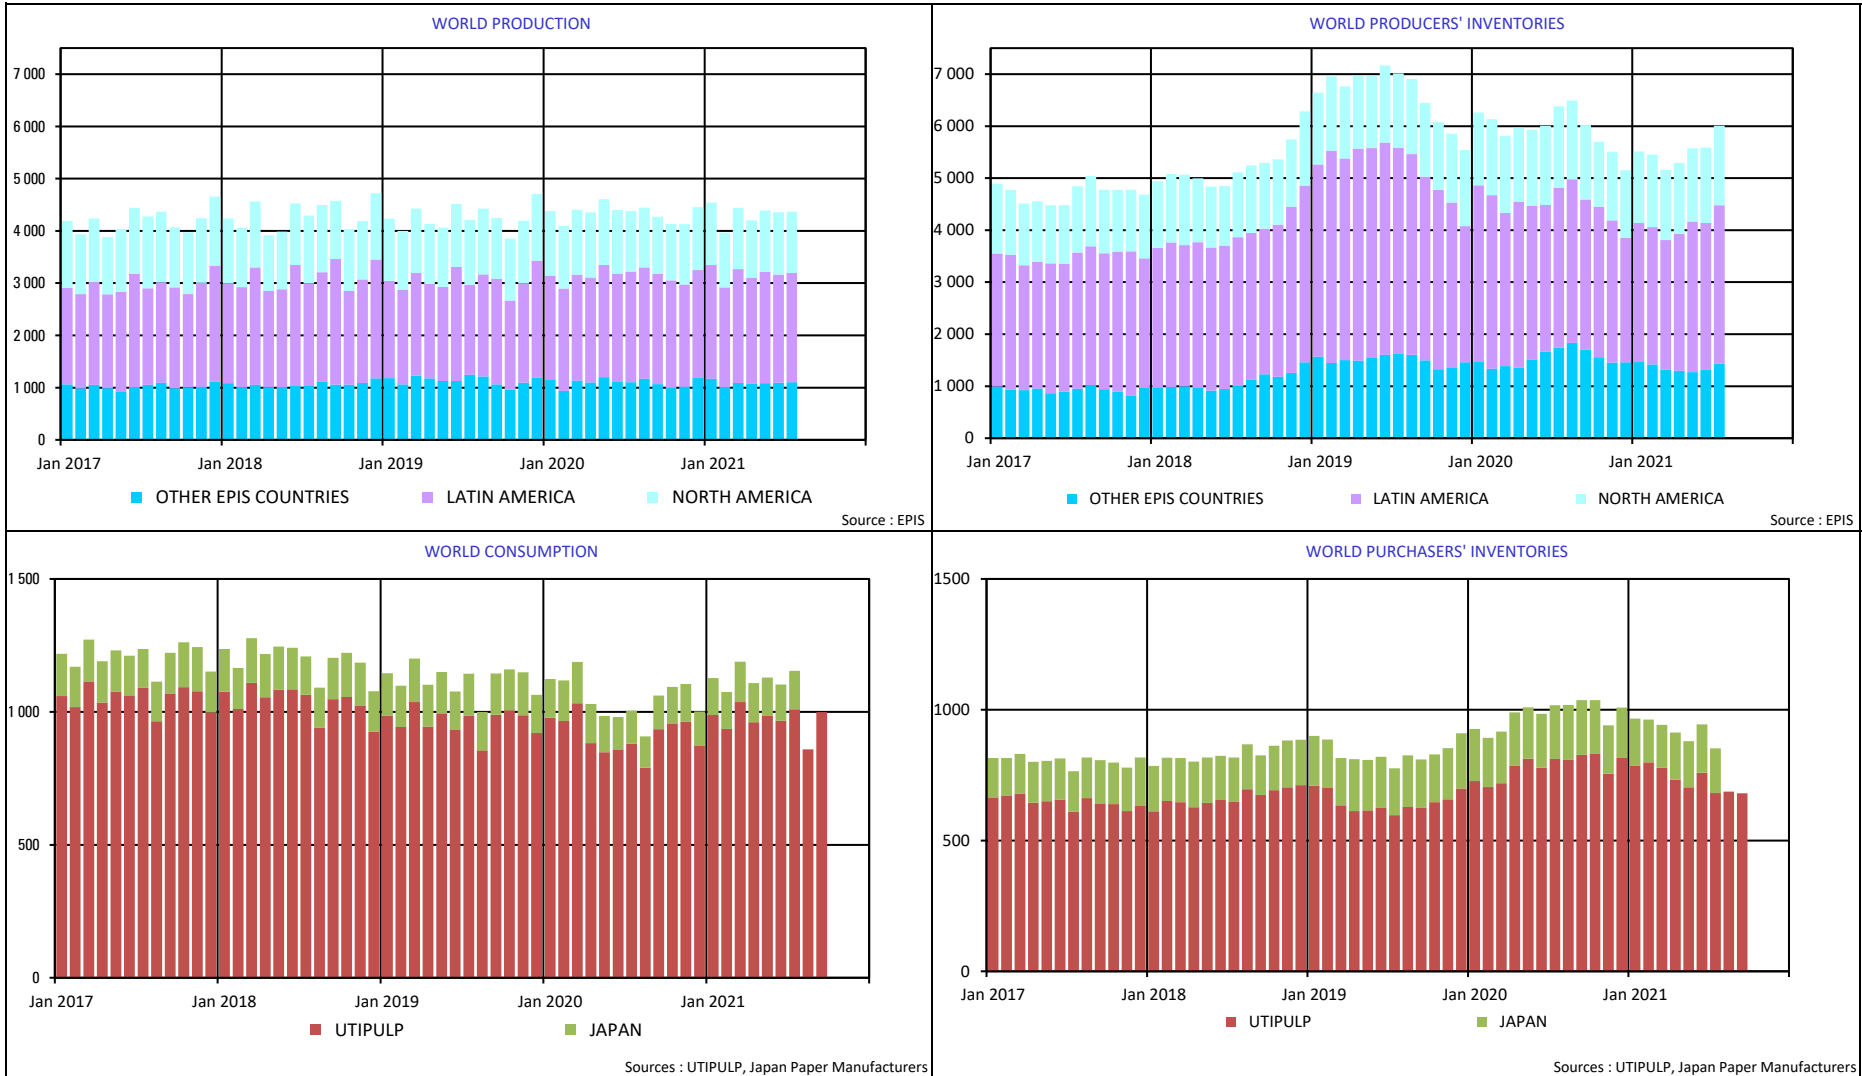 WORLD PRODUCTION
7 000
6 000
5 000
4 000
3 000
2 000
1 000
0
Jan 2017 Jan 2018 Jan 2019 Jan 2020 Jan 2021
OTHER EPIS COUNTRIES LATIN AMERICA NORTH AMERICA
Source : EPIS
WORLD PRODUCERS' INVENTORIES
7 000
6 000
5 000
4 000
3 000
2 000
1 000
0
Jan 2017 Jan 2018 Jan 2019 Jan 2020 Jan 2021
OTHER EPIS COUNTRIES LATIN AMERICA NORTH AMERICA
Source : EPIS
WORLD CONSUMPTION
1 500
1 000
500
0
Jan 2017 Jan 2018 Jan 2019 Jan 2020 Jan 2021
UTIPULP JAPAN
Sources : UTIPULP, Japan Paper Manufacturers
WORLD PURCHASERS' INVENTORIES
1500
1000
500
0
Jan 2017 Jan 2018 Jan 2019 Jan 2020 Jan 2021
UTIPULP JAPAN
Sources : UTIPULP, Japan Paper Manufacturers